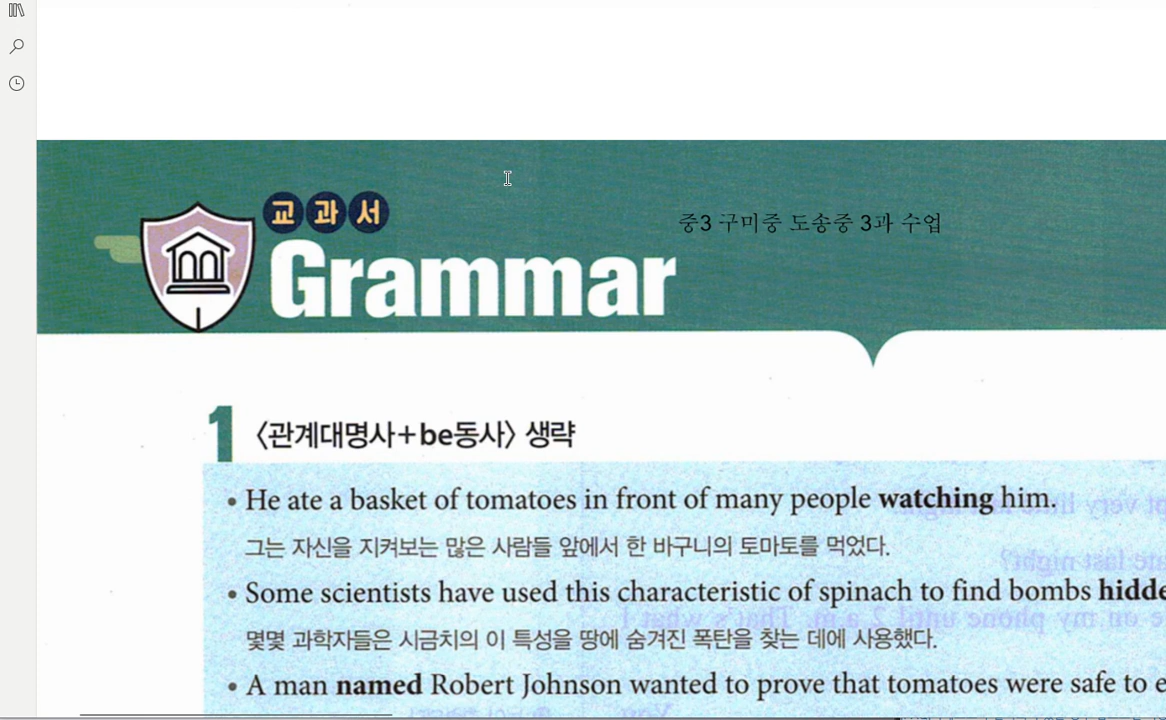 교과서
Grammar
중3 구미중 도송중 3과 수업
1 〈관계대명사+be동사〉 생략
• He ate a basket of tomatoes in front of many people watching him.
그는 자신을 지켜보는 많은 사람들 앞에서 한 바구니의 토마토를 먹었다.
• Some scientists have used this characteristic of spinach to find bombs hidde
몇몇 과학자들은 시금치의 이 특성을 땅에 숨겨진 폭탄을 찾는 데에 사용했다.
• A man named Robert Johnson wanted to prove that tomatoes were safe to e